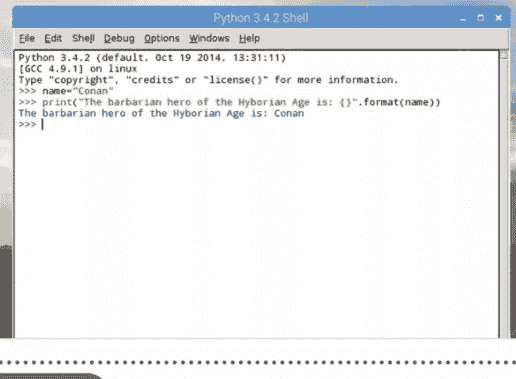 Python 3.4.2 Shell
File Edit Shell Debug Options Windows Help
Python 3.4.2 (default, Oct 19 2014, 13:31:11)
[GCC 4.9.1] on linux
Type "copyright", "credits" or "license()" for more information.
>>> name="Conan"
>>> print("The barbarian hero of the Hyborian Age is: {}".format(name))
The barbarian hero of the Hyborian Age is: Conan
>>>